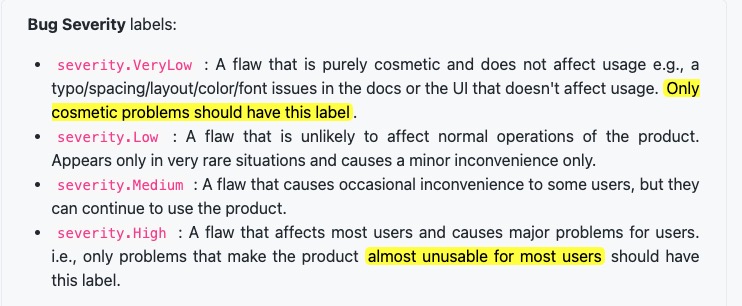 Bug Severity labels:
• severity.VeryLow : A flaw that is purely cosmetic and does not affect usage e.g., a
typo/spacing/layout/color/font issues in the docs or the UI that doesn't affect usage. Only
cosmetic problems should have this label.
• severity.Low : A flaw that is unlikely to affect normal operations of the product.
Appears only in very rare situations and causes a minor inconvenience only.
• severity.Medium : A flaw that causes occasional inconvenience to some users, but they
can continue to use the product.
• severity.High : A flaw that affects most users and causes major problems for users.
i.e., only problems that make the product almost unusable for most users should have
this label.